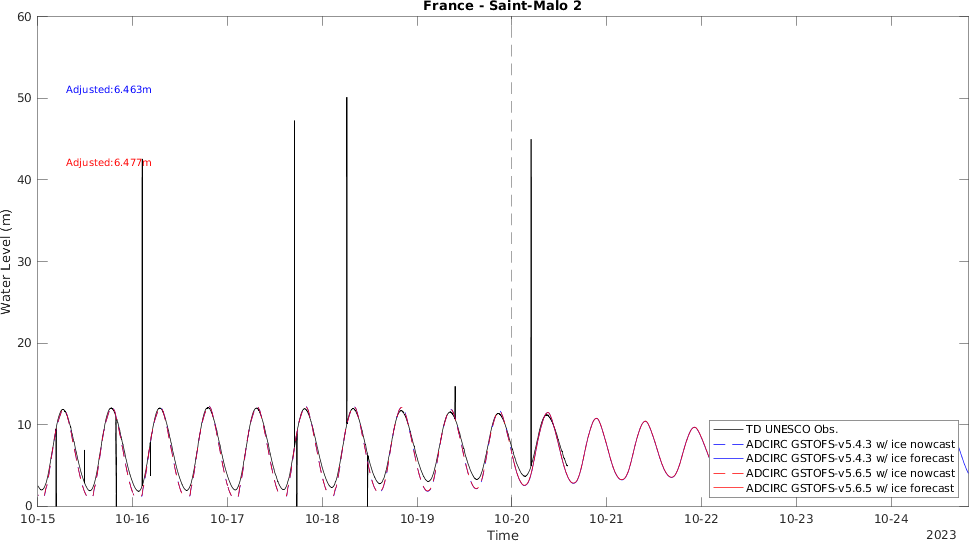 France - Saint-Malo 2
60
50
40
30
20
10
0
Water Level (m)
Adjusted:6.463m
Adjusted:6.477m
TD UNESCO Obs.
ADCIRC GSTOFS-v5.4.3 w/ ice nowcast
ADCIRC GSTOFS-v5.4.3 w/ ice forecast
ADCIRC GSTOFS-v5.6.5 w/ ice nowcast
ADCIRC GSTOFS-v5.6.5 w/ ice forecast
10-15 10-16 10-17 10-18 10-19 10-20 10-21 10-22 10-23 10-24
Time
2023